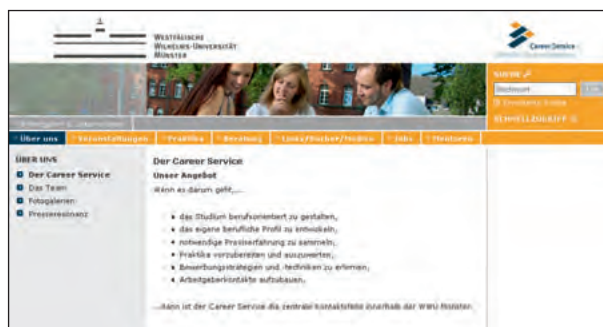 WESTFÄLISCHE
WILHELMS-UNIVERSITÄT
MÜNSTER
Career Service
SUCHE
Suchwort
Erweiterte Suche
SCHNELLZUGRIFF
Über uns Veranstaltungen Praktika Beratung Links/Bücher/Medien Jobs Mentoren
ÜBER UNS
Der Career Service
Das Team
Fotogalerien
Presseresonanz
Der Career Service
Unser Angebot
Wenn es darum geht,...
das Studium berufsorientiert zu gestalten,
das eigene berufliche Profil zu entwickeln,
notwendige Praxiserfahrung zu sammeln,
Praktika vorzubereiten und auszuwerten,
Bewerbungsstrategien und -techniken zu erlernen,
Arbeitgeberkontakte aufzubauen,
...dann ist der Career Service die zentrale Kontaktstelle innerhalb der WWU Münster.